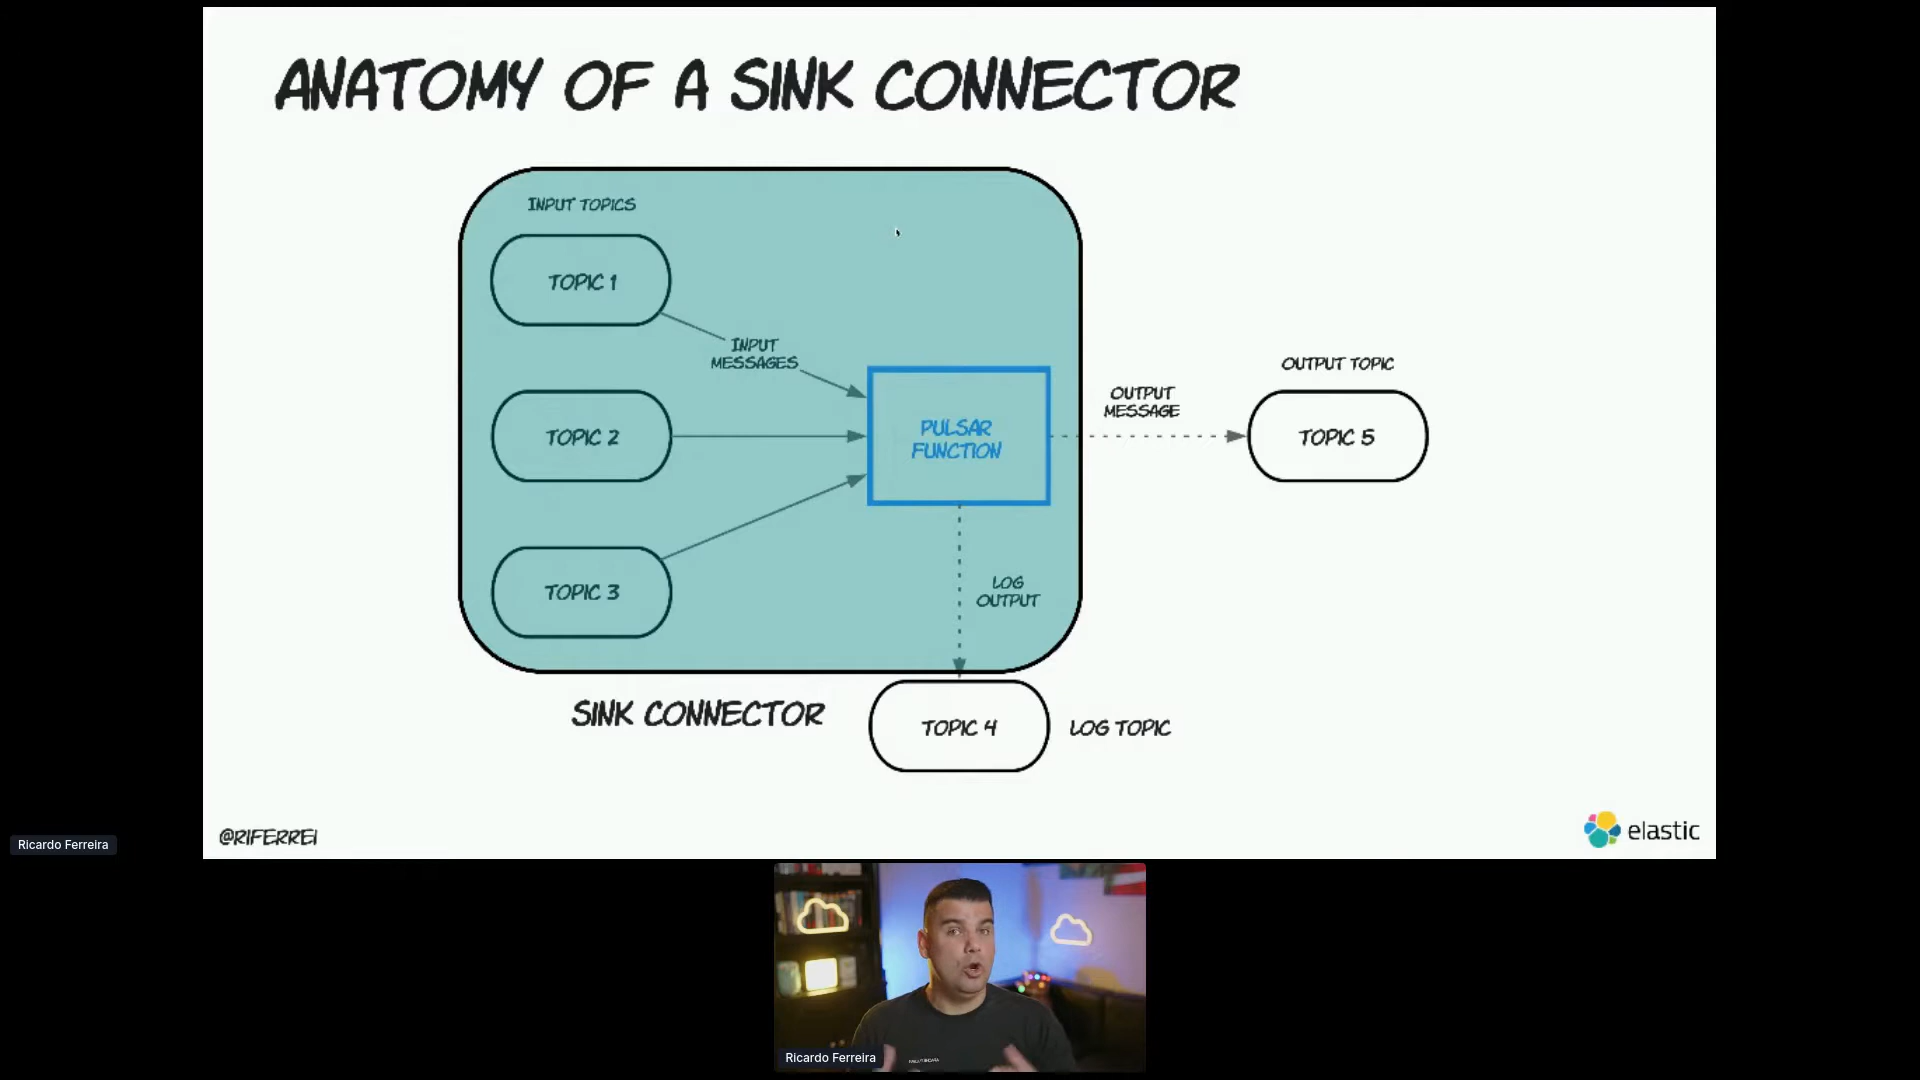 ANATOMY OF A SINK CONNECTOR
INPUT TOPICS
TOPIC 1
INPUT
MESSAGES
OUTPUT TOPIC
OUTPUT
MESSAGE
TOPIC 2
PULSAR
FUNCTION
TOPIC 5
TOPIC 3
LOG
OUTPUT
SINK CONNECTOR
TOPIC 4
LOG TOPIC
@RIFERREI
elastic
Ricardo Ferreira
Ricardo Ferreira